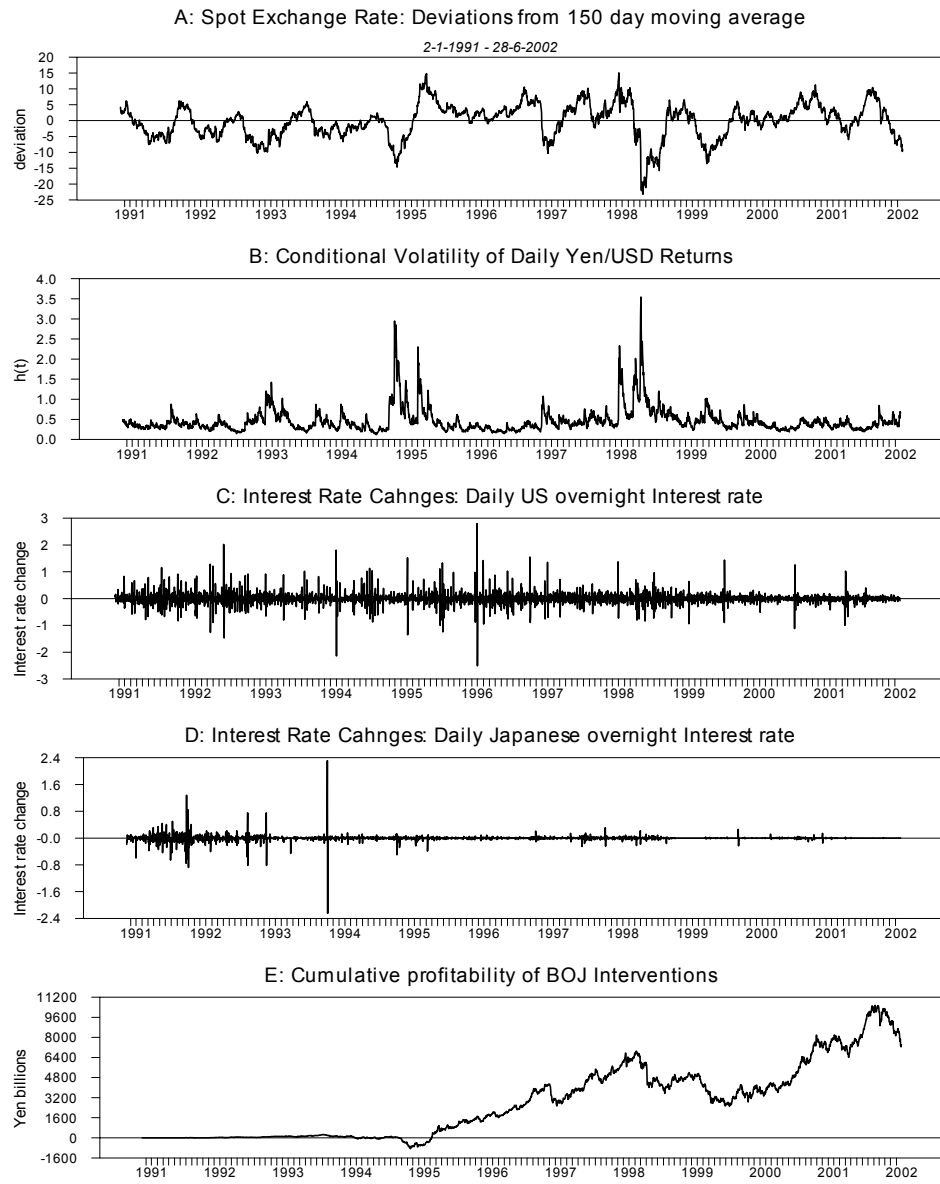 A: Spot Exchange Rate: Deviations from 150 day moving average
2-1-1991 - 28-6-2002
deviation
20
15
10
5
0
-5
-10
-15
-20
-25
1991 1992 1993 1994 1995 1996 1997 1998 1999 2000 2001 2002
B: Conditional Volatility of Daily Yen/USD Returns
h(t)
4.0
3.5
3.0
2.5
2.0
1.5
1.0
0.5
0.0
1991 1992 1993 1994 1995 1996 1997 1998 1999 2000 2001 2002
C: Interest Rate Cahnges: Daily US overnight Interest rate
Interest rate change
3
2
1
0
-1
-2
-3
1991 1992 1993 1994 1995 1996 1997 1998 1999 2000 2001 2002
D: Interest Rate Cahnges: Daily Japanese overnight Interest rate
Interest rate change
2.4
1.6
0.8
-0.0
-0.8
-1.6
-2.4
1991 1992 1993 1994 1995 1996 1997 1998 1999 2000 2001 2002
E: Cumulative profitability of BOJ Interventions
Yen billions
11200
9600
8000
6400
4800
3200
1600
0
-1600
1991 1992 1993 1994 1995 1996 1997 1998 1999 2000 2001 2002